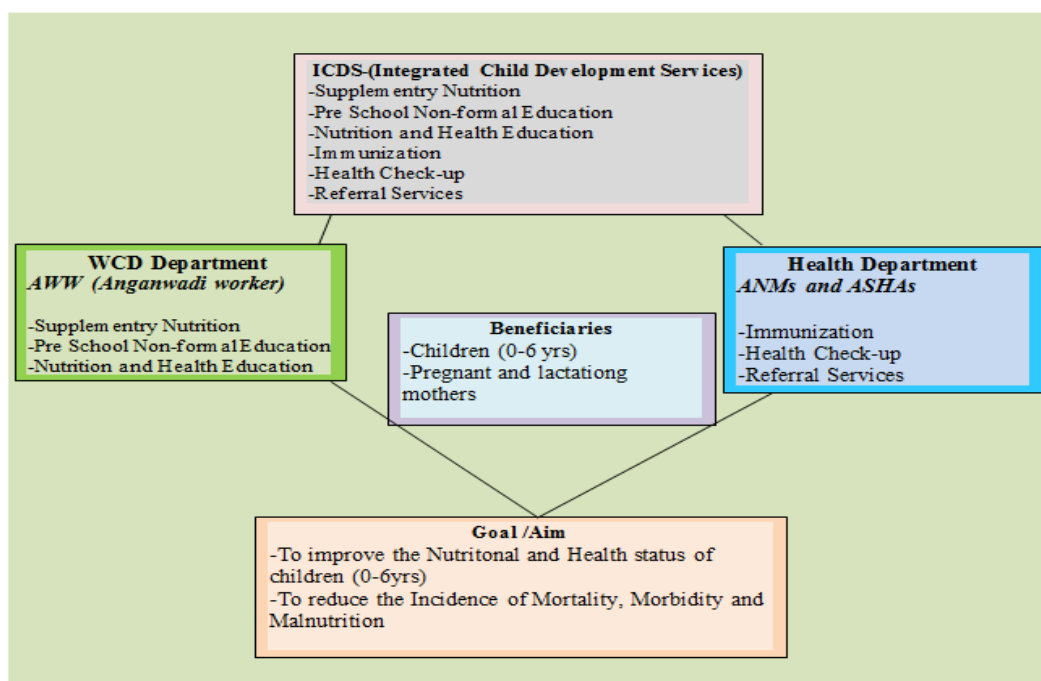 ICDS-(Integrated Child Development Services)
-Supplementry Nutrition
-Pre School Non-formal Education
-Nutrition and Health Education
-Immunization
-Health Check-up
-Referral Services
WCD Department
AWW (Anganwadi worker)
-Supplementry Nutrition
-Pre School Non-formal Education
-Nutrition and Health Education
Health Department
ANMs and ASHAs
-Immunization
-Health Check-up
-Referral Services
Beneficiaries
-Children (0-6 yrs)
-Pregnant and lactationg
mothers
Goal /Aim
-To improve the Nutritonal and Health status of
children (0-6yrs)
-To reduce the Incidence of Mortality, Morbidity and
Malnutrition